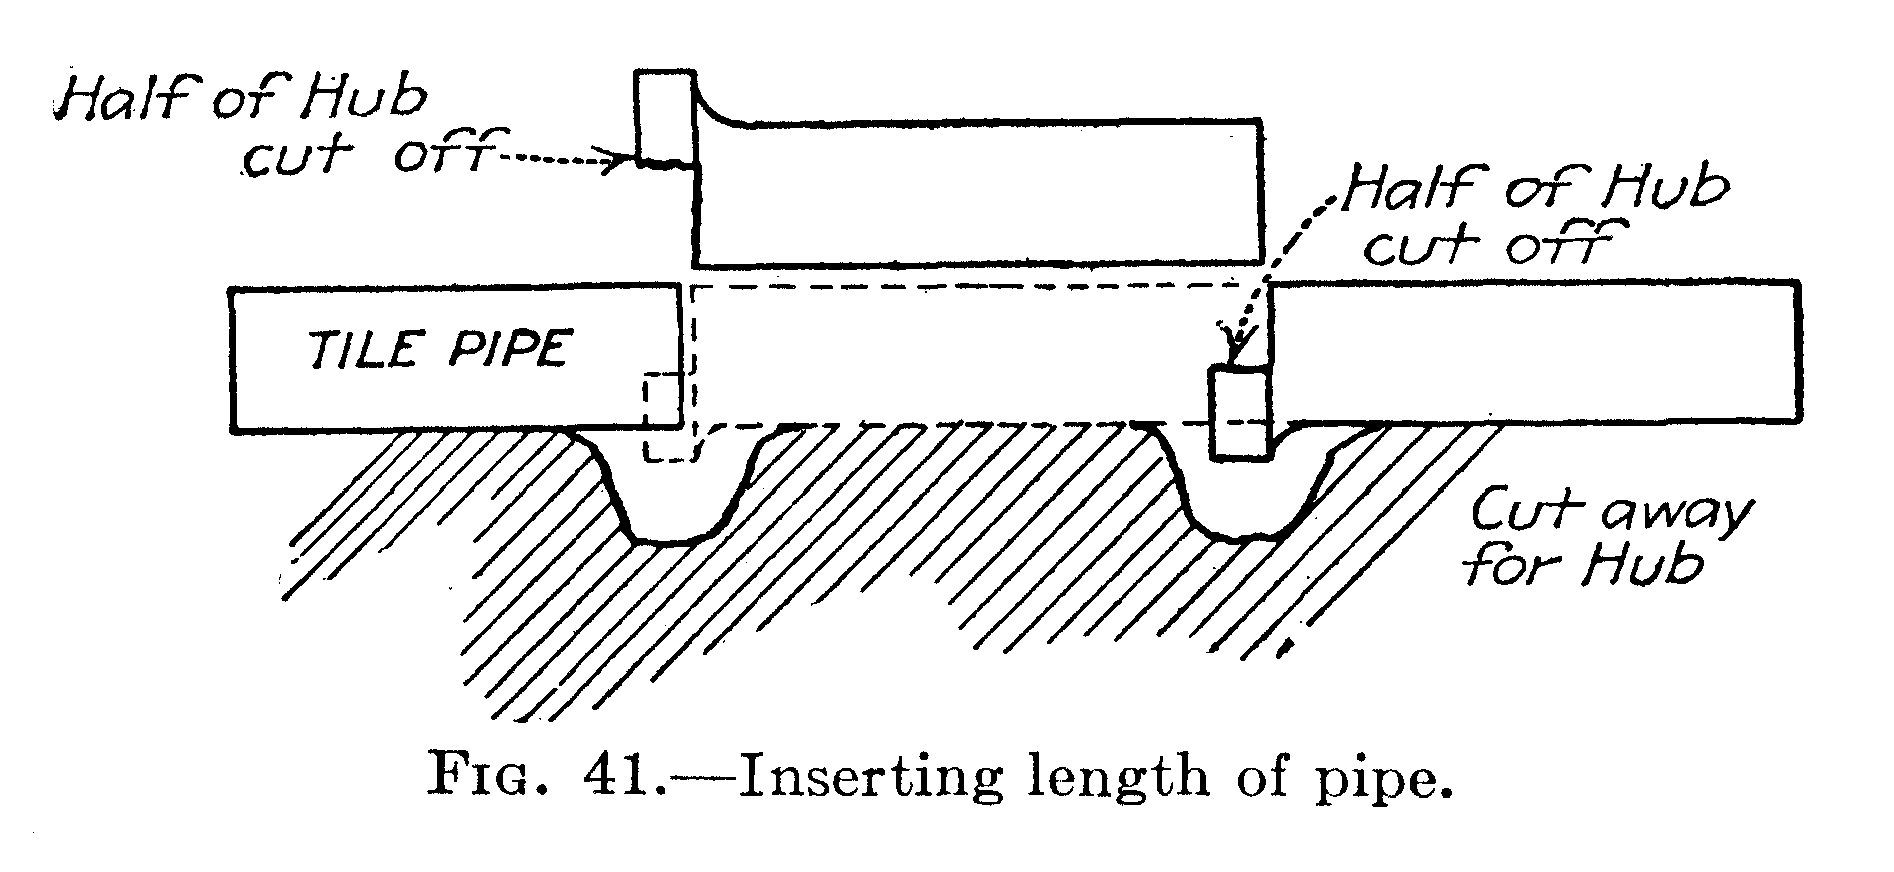 Half of Hub
cut off
Half of Hub
cut off
TILE PIPE
Cut away
for Hub
FIG. 41.—Inserting length of pipe.